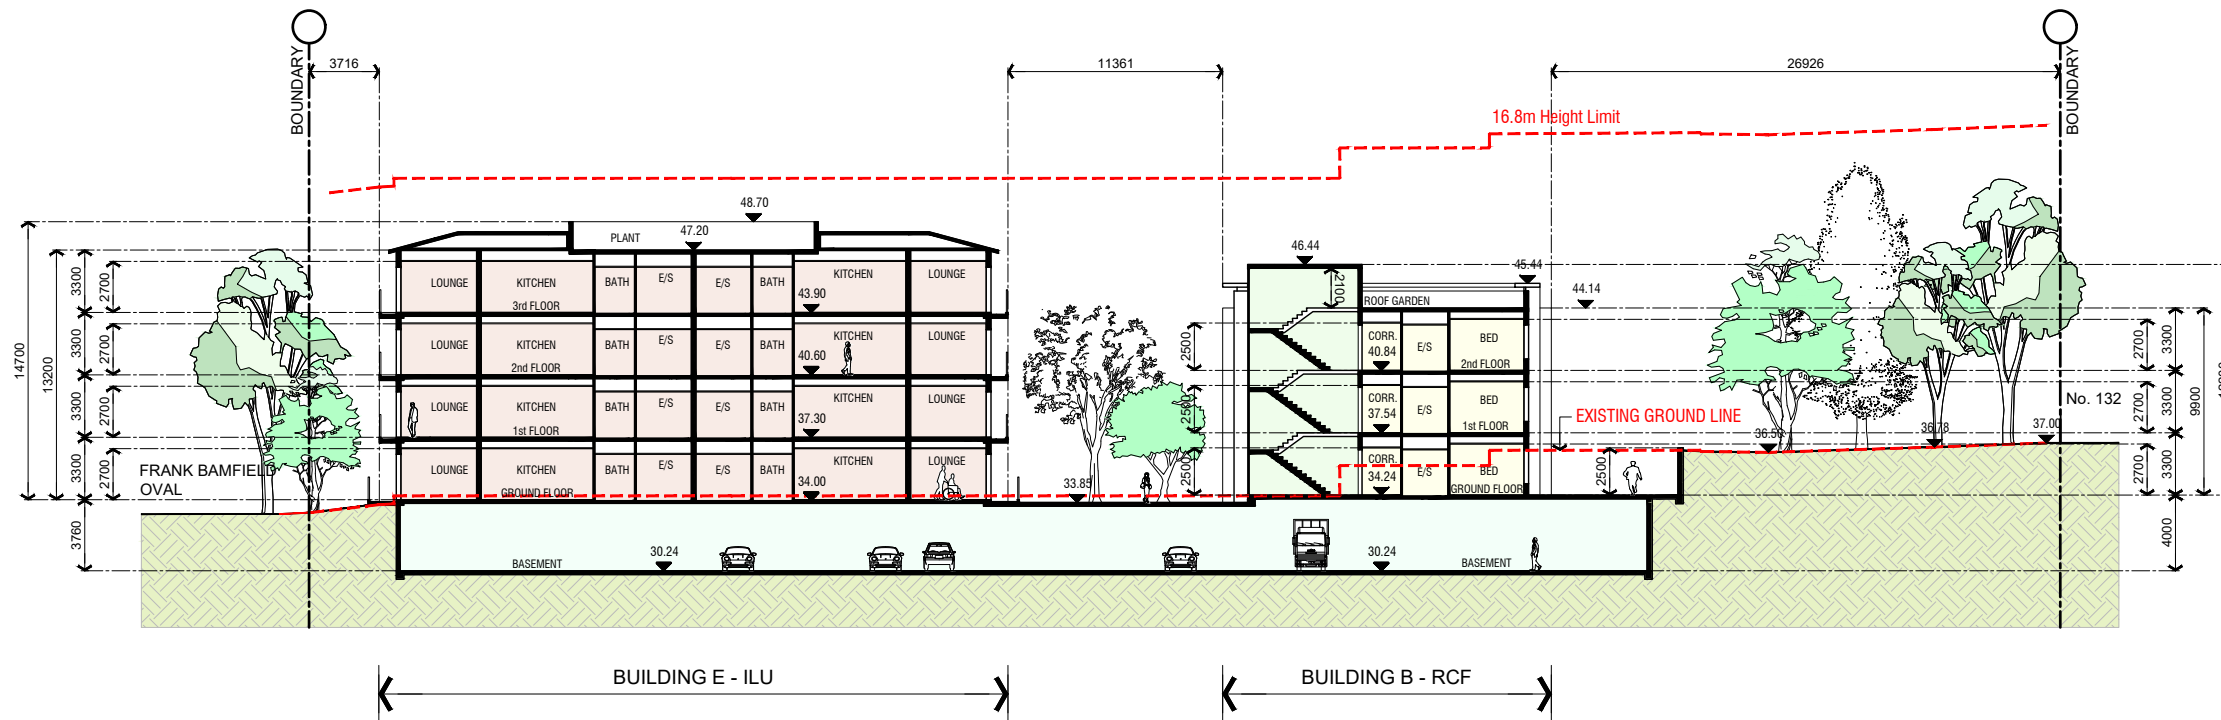 BOUNDARY
3716
11361
26926
BOUNDARY
16.8m Height Limit
48.70
PLANT
47.20
46.44
45.44
44.14
2100
ROOF GARDEN
14700
13200
3300
2700
LOUNGE
KITCHEN
BATH
E/S
E/S
BATH
KITCHEN
LOUNGE
3rd FLOOR
43.90
3300
2700
LOUNGE
KITCHEN
BATH
E/S
E/S
BATH
KITCHEN
LOUNGE
2nd FLOOR
40.60
2500
CORR.
40.84
E/S
BED
2nd FLOOR
2700
3300
9900
3300
2700
LOUNGE
KITCHEN
BATH
E/S
E/S
BATH
KITCHEN
LOUNGE
1st FLOOR
37.30
2500
CORR.
37.54
E/S
BED
1st FLOOR
EXISTING GROUND LINE
2700
3300
No. 132
36.78
37.00
3300
2700
FRANK BAMFIELD
OVAL
LOUNGE
KITCHEN
BATH
E/S
E/S
BATH
KITCHEN
LOUNGE
GROUND FLOOR
34.00
33.85
2500
CORR.
34.24
E/S
BED
GROUND FLOOR
2500
2700
3300
3760
BASEMENT
30.24
30.24
BASEMENT
4000
BUILDING E - ILU
BUILDING B - RCF